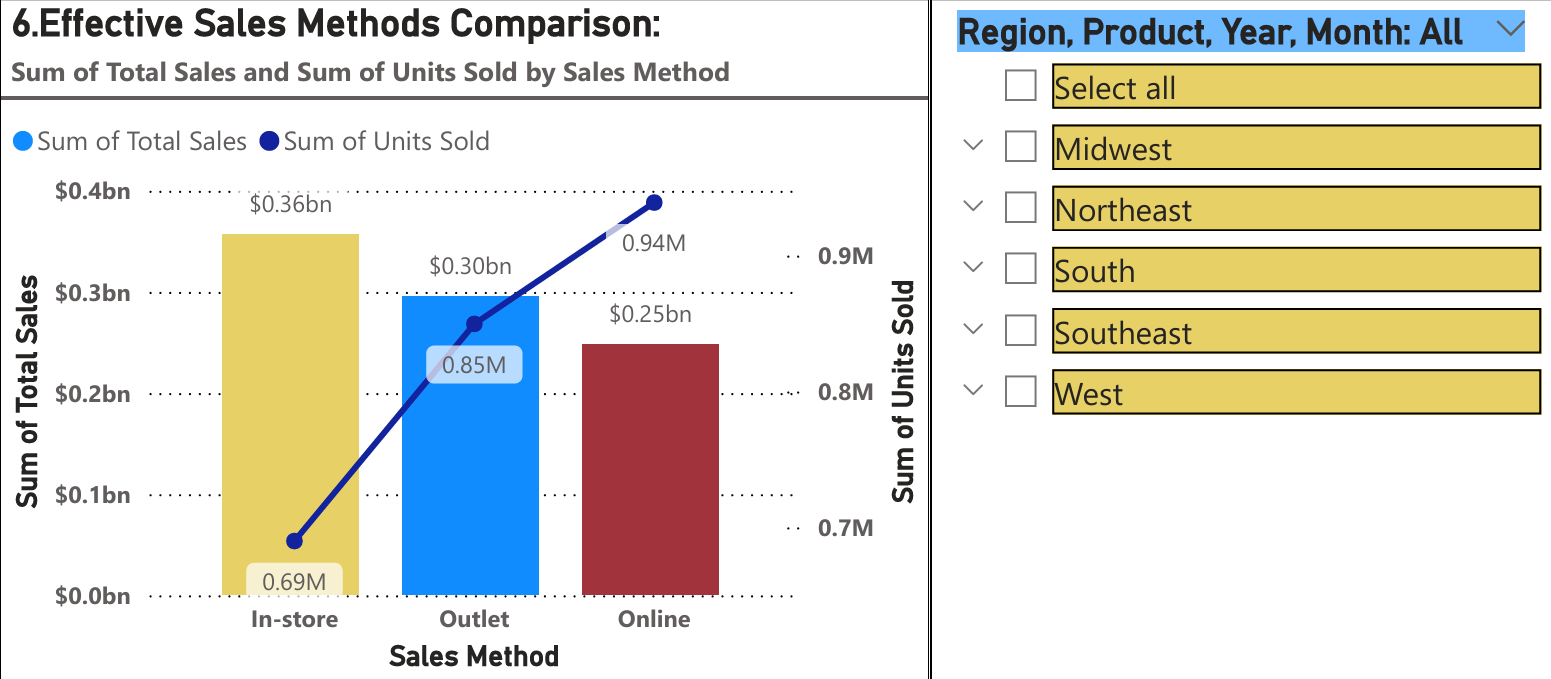 6.Effective Sales Methods Comparison:
Sum of Total Sales and Sum of Units Sold by Sales Method
Sum of Total Sales Sum of Units Sold
$0.4bn
$0.3bn
$0.2bn
$0.1bn
$0.0bn
Sum of Total Sales
$0.36bn
$0.30bn
$0.25bn
0.69M
0.85M
0.94M
0.9M
0.8M
0.7M
Sum of Units Sold
In-store Outlet Online
Sales Method
Region, Product, Year, Month: All
Select all
Midwest
Northeast
South
Southeast
West